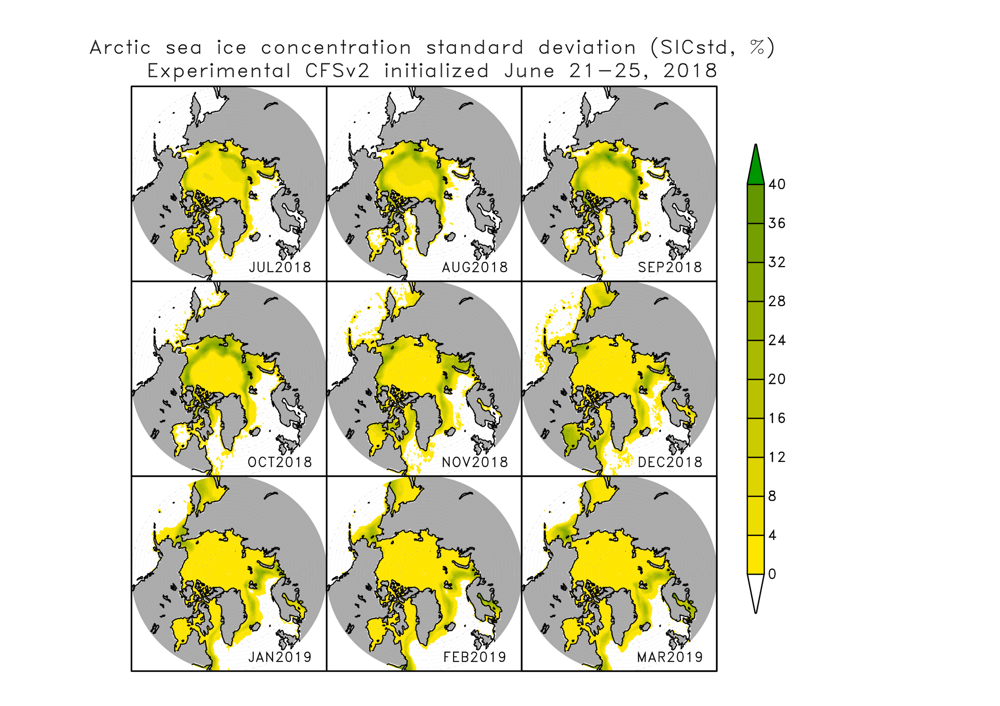 Arctic sea ice concentration standard deviation (SICstd, %)
Experimental CFSv2 initialized June 21-25, 2018
JUL2018
AUG2018
SEP2018
OCT2018
NOV2018
DEC2018
JAN2019
FEB2019
MAR2019
40
36
32
28
24
20
16
12
8
4
0